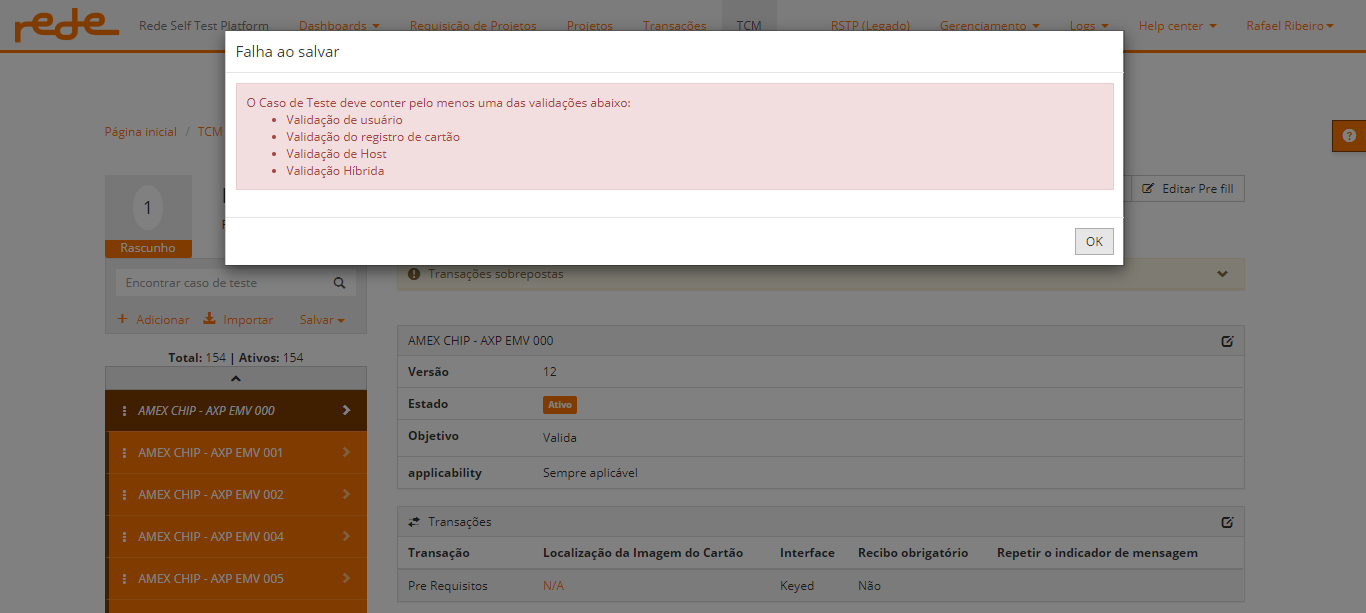 rede
Rede Self Test Platform
Dashboards
Requisição de Projetos
Projetos
Transações
TCM
RSTP (Legado)
Gerenciamento
Logs
Help center
Rafael Ribeiro
Falha ao salvar
O Caso de Teste deve conter pelo menos uma das validações abaixo:
Validação de usuário
Validação do registro de cartão
Validação de Host
Validação Híbrida
OK
Página inicial / TCM
1
Rascunho
Editar Pre fill
Encontrar caso de teste
Adicionar
Importar
Salvar
Total: 154 | Ativos: 154
AMEX CHIP - AXP EMV 000
AMEX CHIP - AXP EMV 001
AMEX CHIP - AXP EMV 002
AMEX CHIP - AXP EMV 004
AMEX CHIP - AXP EMV 005
Transações sobrepostas
AMEX CHIP - AXP EMV 000
Versão 12
Estado Ativo
Objetivo Valida
applicability Sempre aplicável
Transações
Transação Localização da Imagem do Cartão Interface Recibo obrigatório Repetir o indicador de mensagem
Pre Requisitos N/A Keyed Não